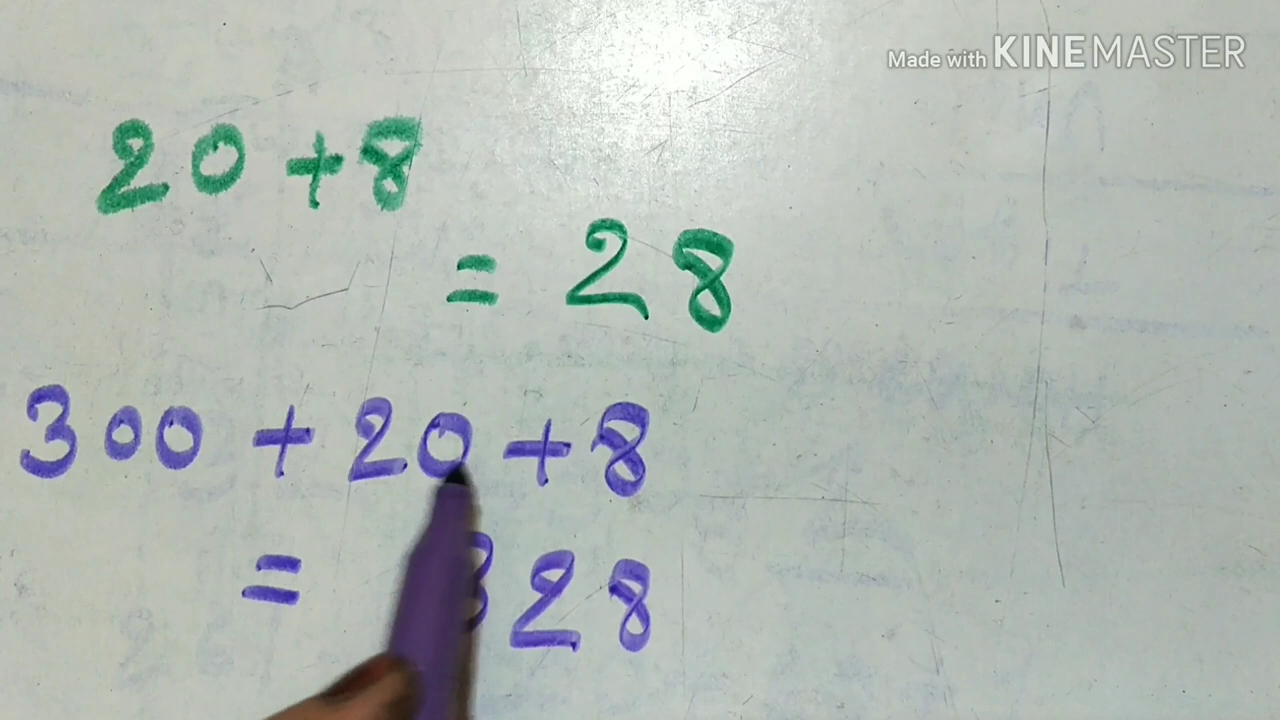 Made with KINEMASTER
20 + 8
= 28
300 + 20 + 8
= 328